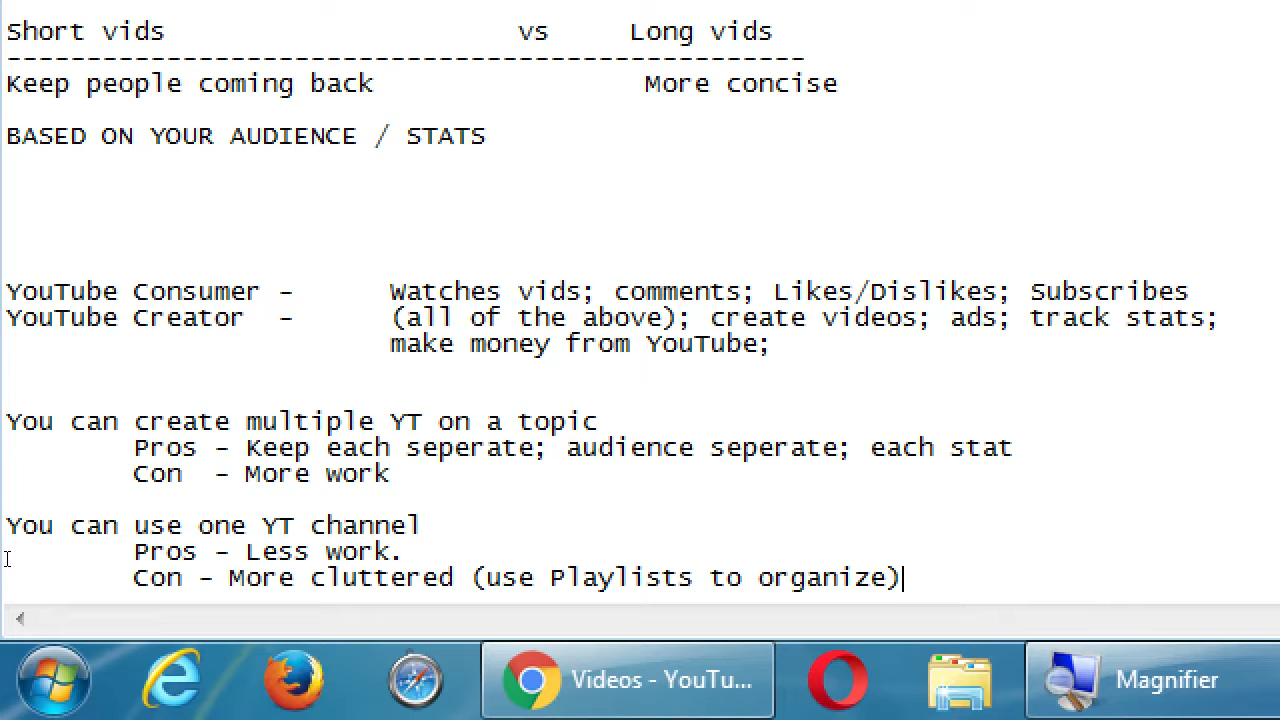 Short vids vs Long vids
--------------------------------------------------
Keep people coming back More concise
BASED ON YOUR AUDIENCE / STATS
YouTube Consumer - Watches vids; comments; Likes/Dislikes; Subscribes
YouTube Creator - (all of the above); create videos; ads; track stats;
make money from YouTube;
You can create multiple YT on a topic
Pros - Keep each seperate; audience seperate; each stat
Con - More work
You can use one YT channel
Pros - Less work.
Con - More cluttered (use Playlists to organize)
Videos - YouTu... Magnifier